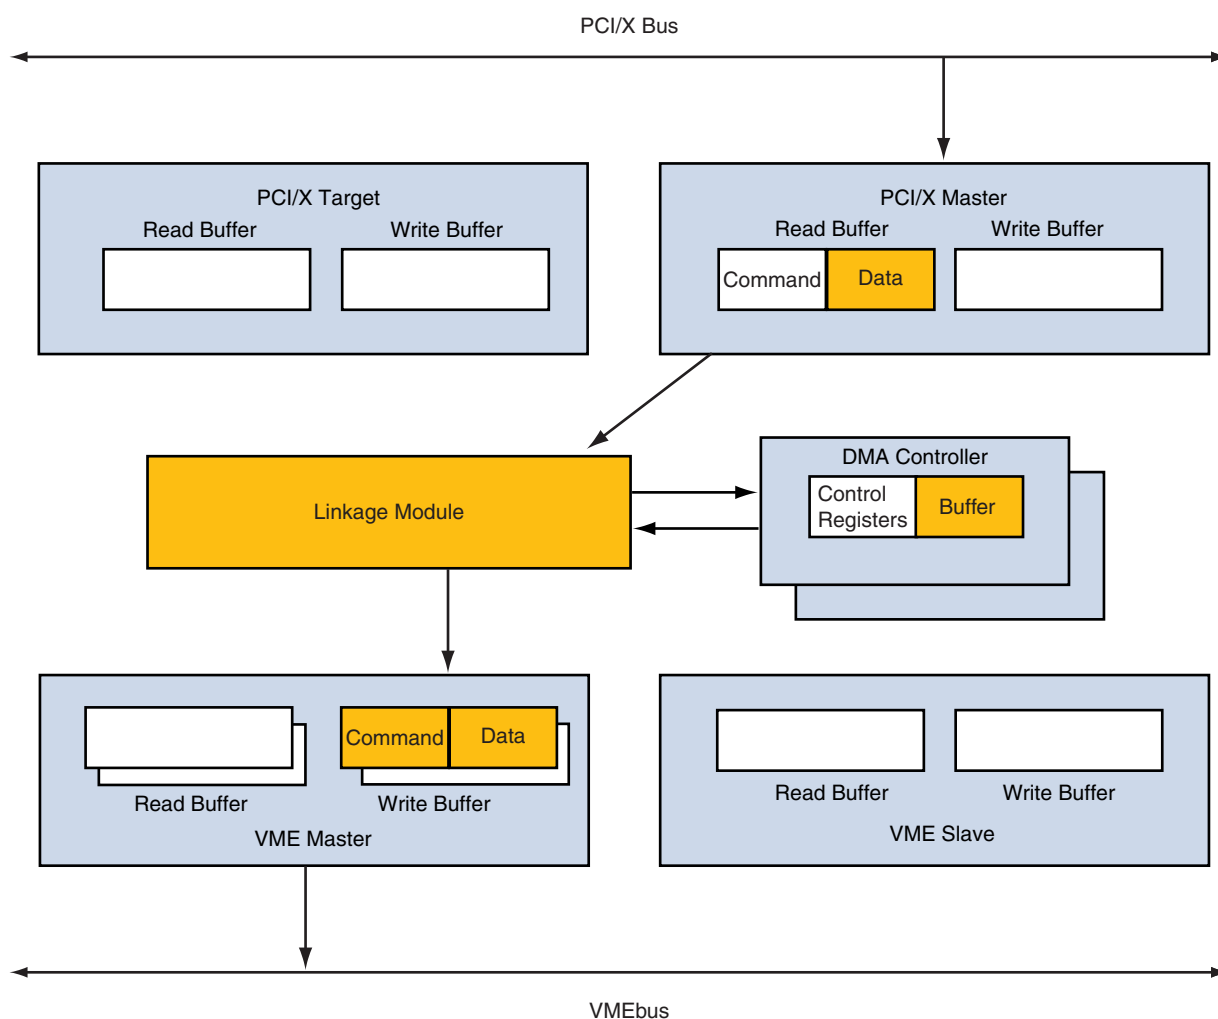 PCI/X Bus
PCI/X Target
Read Buffer
Write Buffer
PCI/X Master
Read Buffer
Write Buffer
Command
Data
Linkage Module
DMA Controller
Control
Registers
Buffer
Command
Data
Read Buffer
Write Buffer
VME Master
Read Buffer
Write Buffer
VME Slave
VMEbus